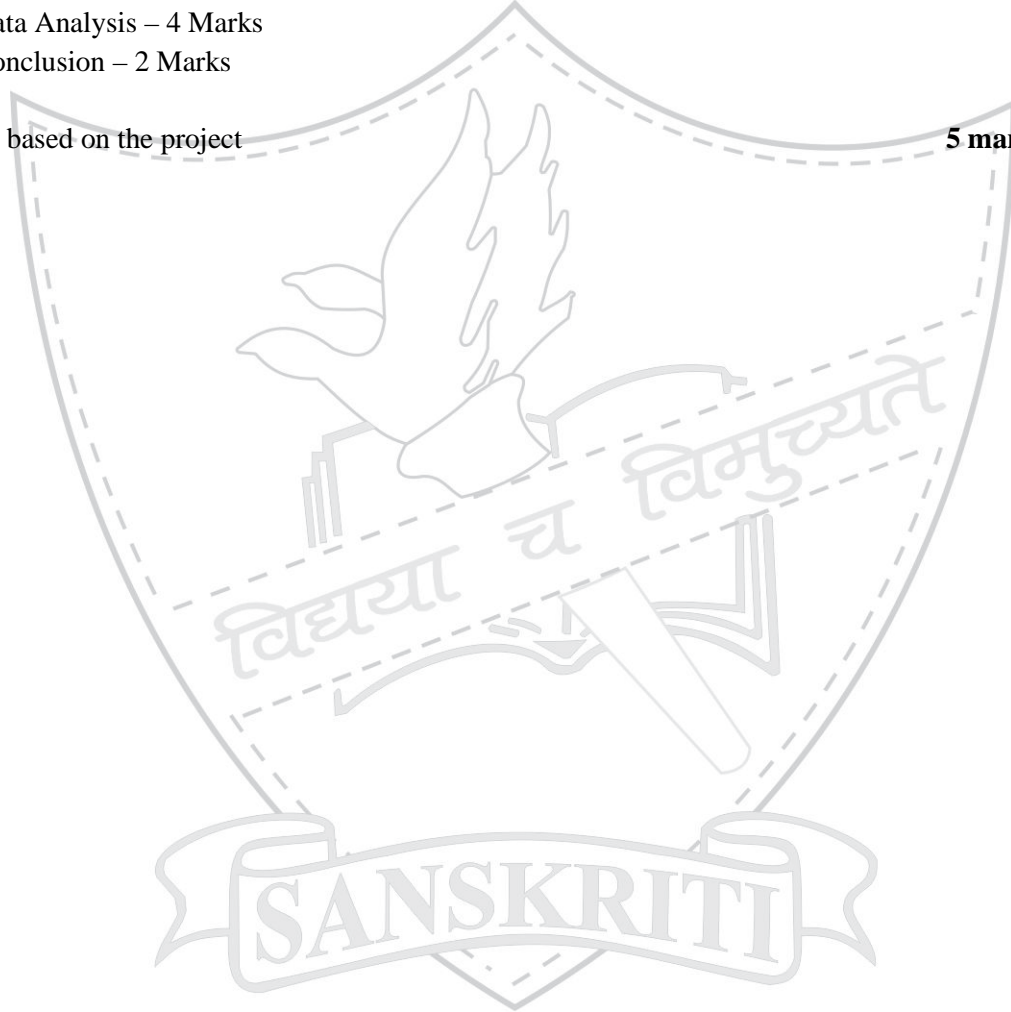 ata Analysis – 4 Marks
onclusion – 2 Marks
based on the project 5 mar
विद्यया च विमुच्यते
SANSKRITI